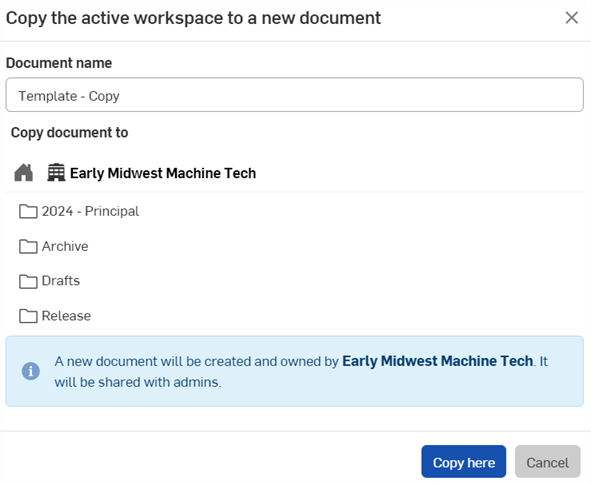 Copy the active workspace to a new document
Document name
Template - Copy
Copy document to
Early Midwest Machine Tech
2024 - Principal
Archive
Drafts
Release
A new document will be created and owned by Early Midwest Machine Tech. It
will be shared with admins.
Copy here
Cancel